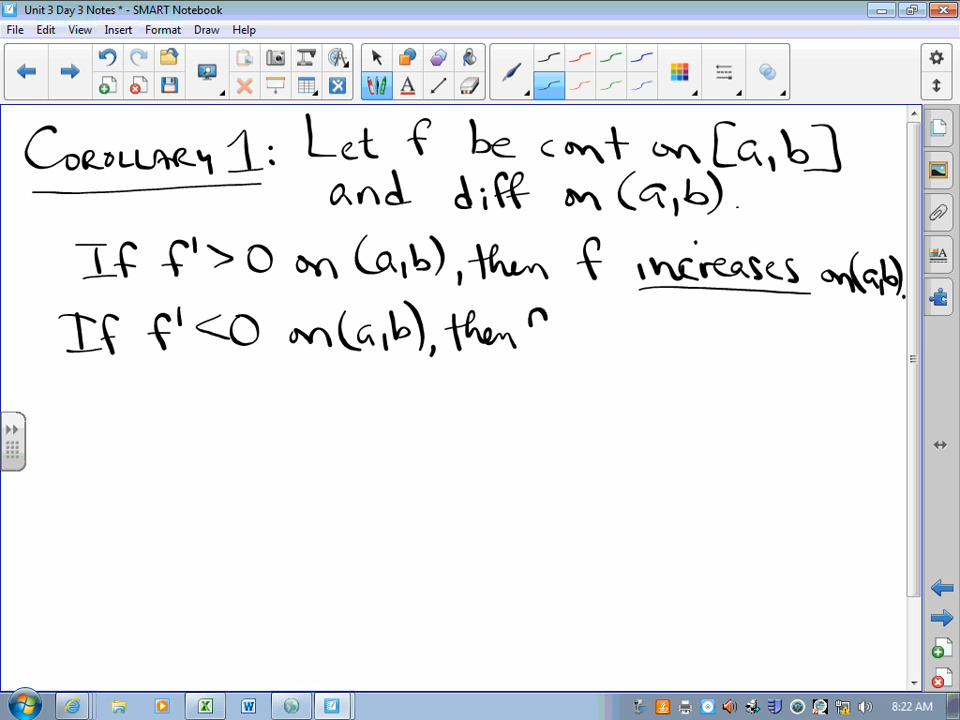 Unit 3 Day 3 Notes * - SMART Notebook
File Edit View Insert Format Draw Help
COROLLARY 1: Let f be cont on [a,b]
and diff on (a,b).
If f' > 0 on (a,b), then f increases on (a,b).
If f' < 0 on (a,b), then
8:22 AM